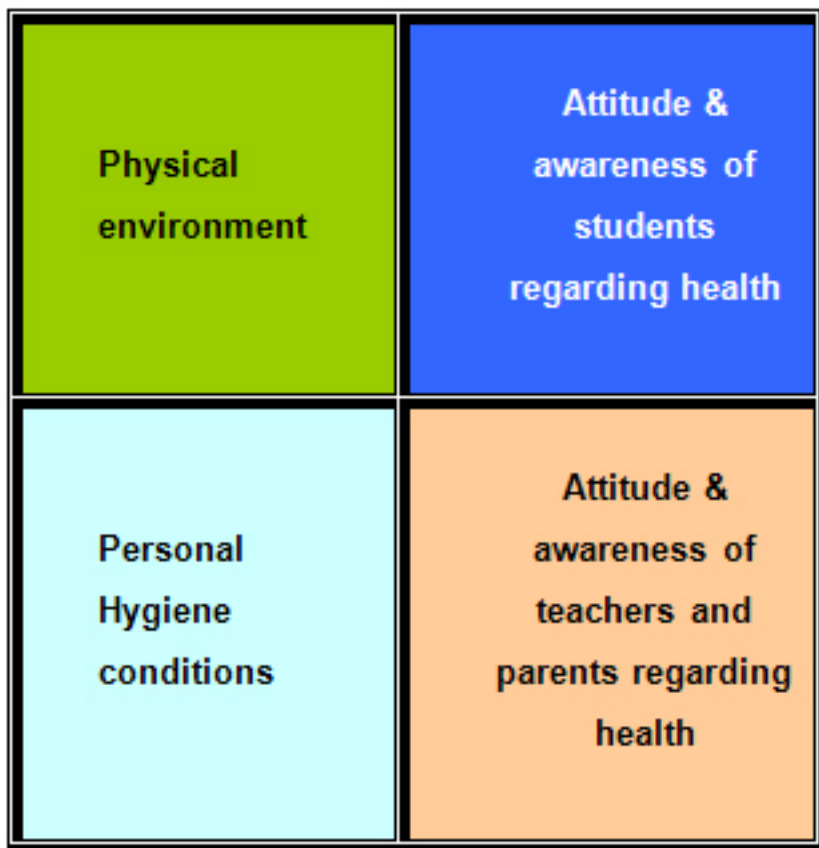 Physical
environment
Attitude &
awareness of
students
regarding health
Personal
Hygiene
conditions
Attitude &
awareness of
teachers and
parents regarding
health